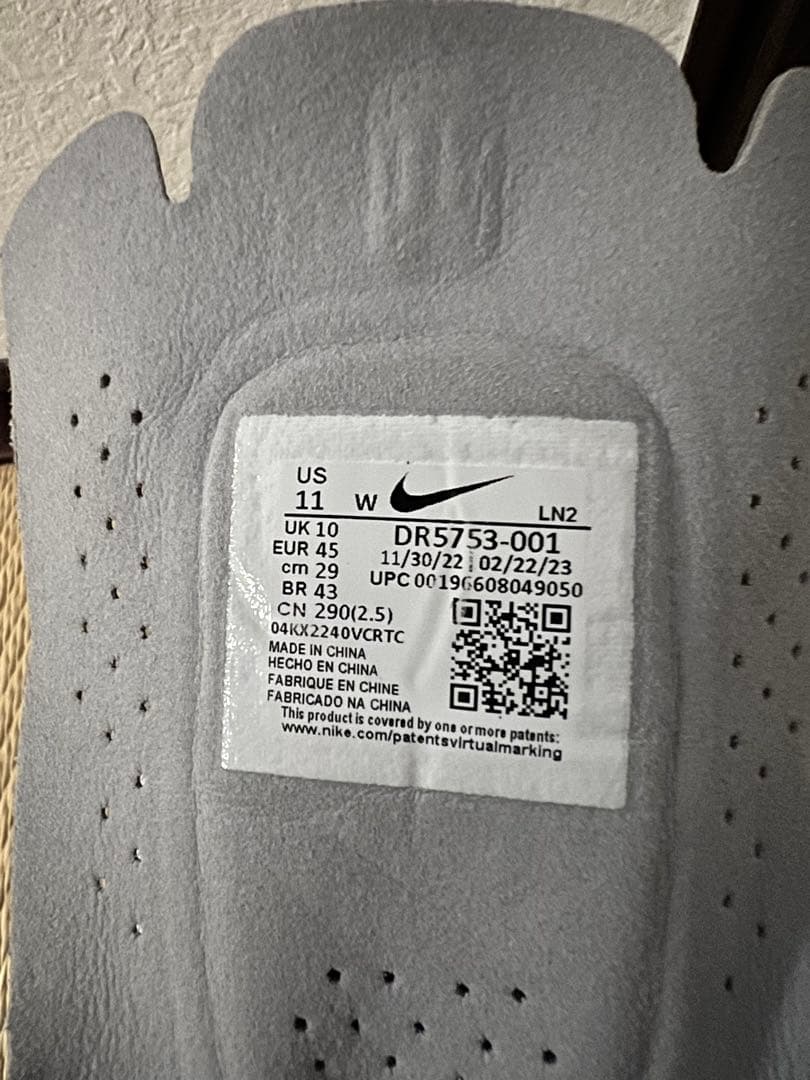 US
11 W LN2
UK 10 DR5753-001
EUR 45 11/30/22 02/22/23
cm 29 UPC 00196608049050
BR 43
CN 290(2.5)
04KX2240VCRTC
MADE IN CHINA
HECHO EN CHINA
FABRIQUE EN CHINE
FABRICADO NA CHINA
This product is covered by one or more patents:
www.nike.com/patentsvirtualmarking